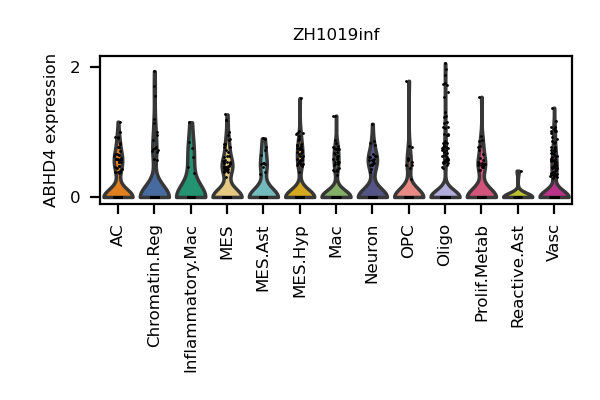 ZH1019inf
ABHD4 expression
2
0
AC
Chromatin.Reg
Inflammatory.Mac
MES
MES.Ast
MES.Hyp
Mac
Neuron
OPC
Oligo
Prolif.Metab
Reactive.Ast
Vasc